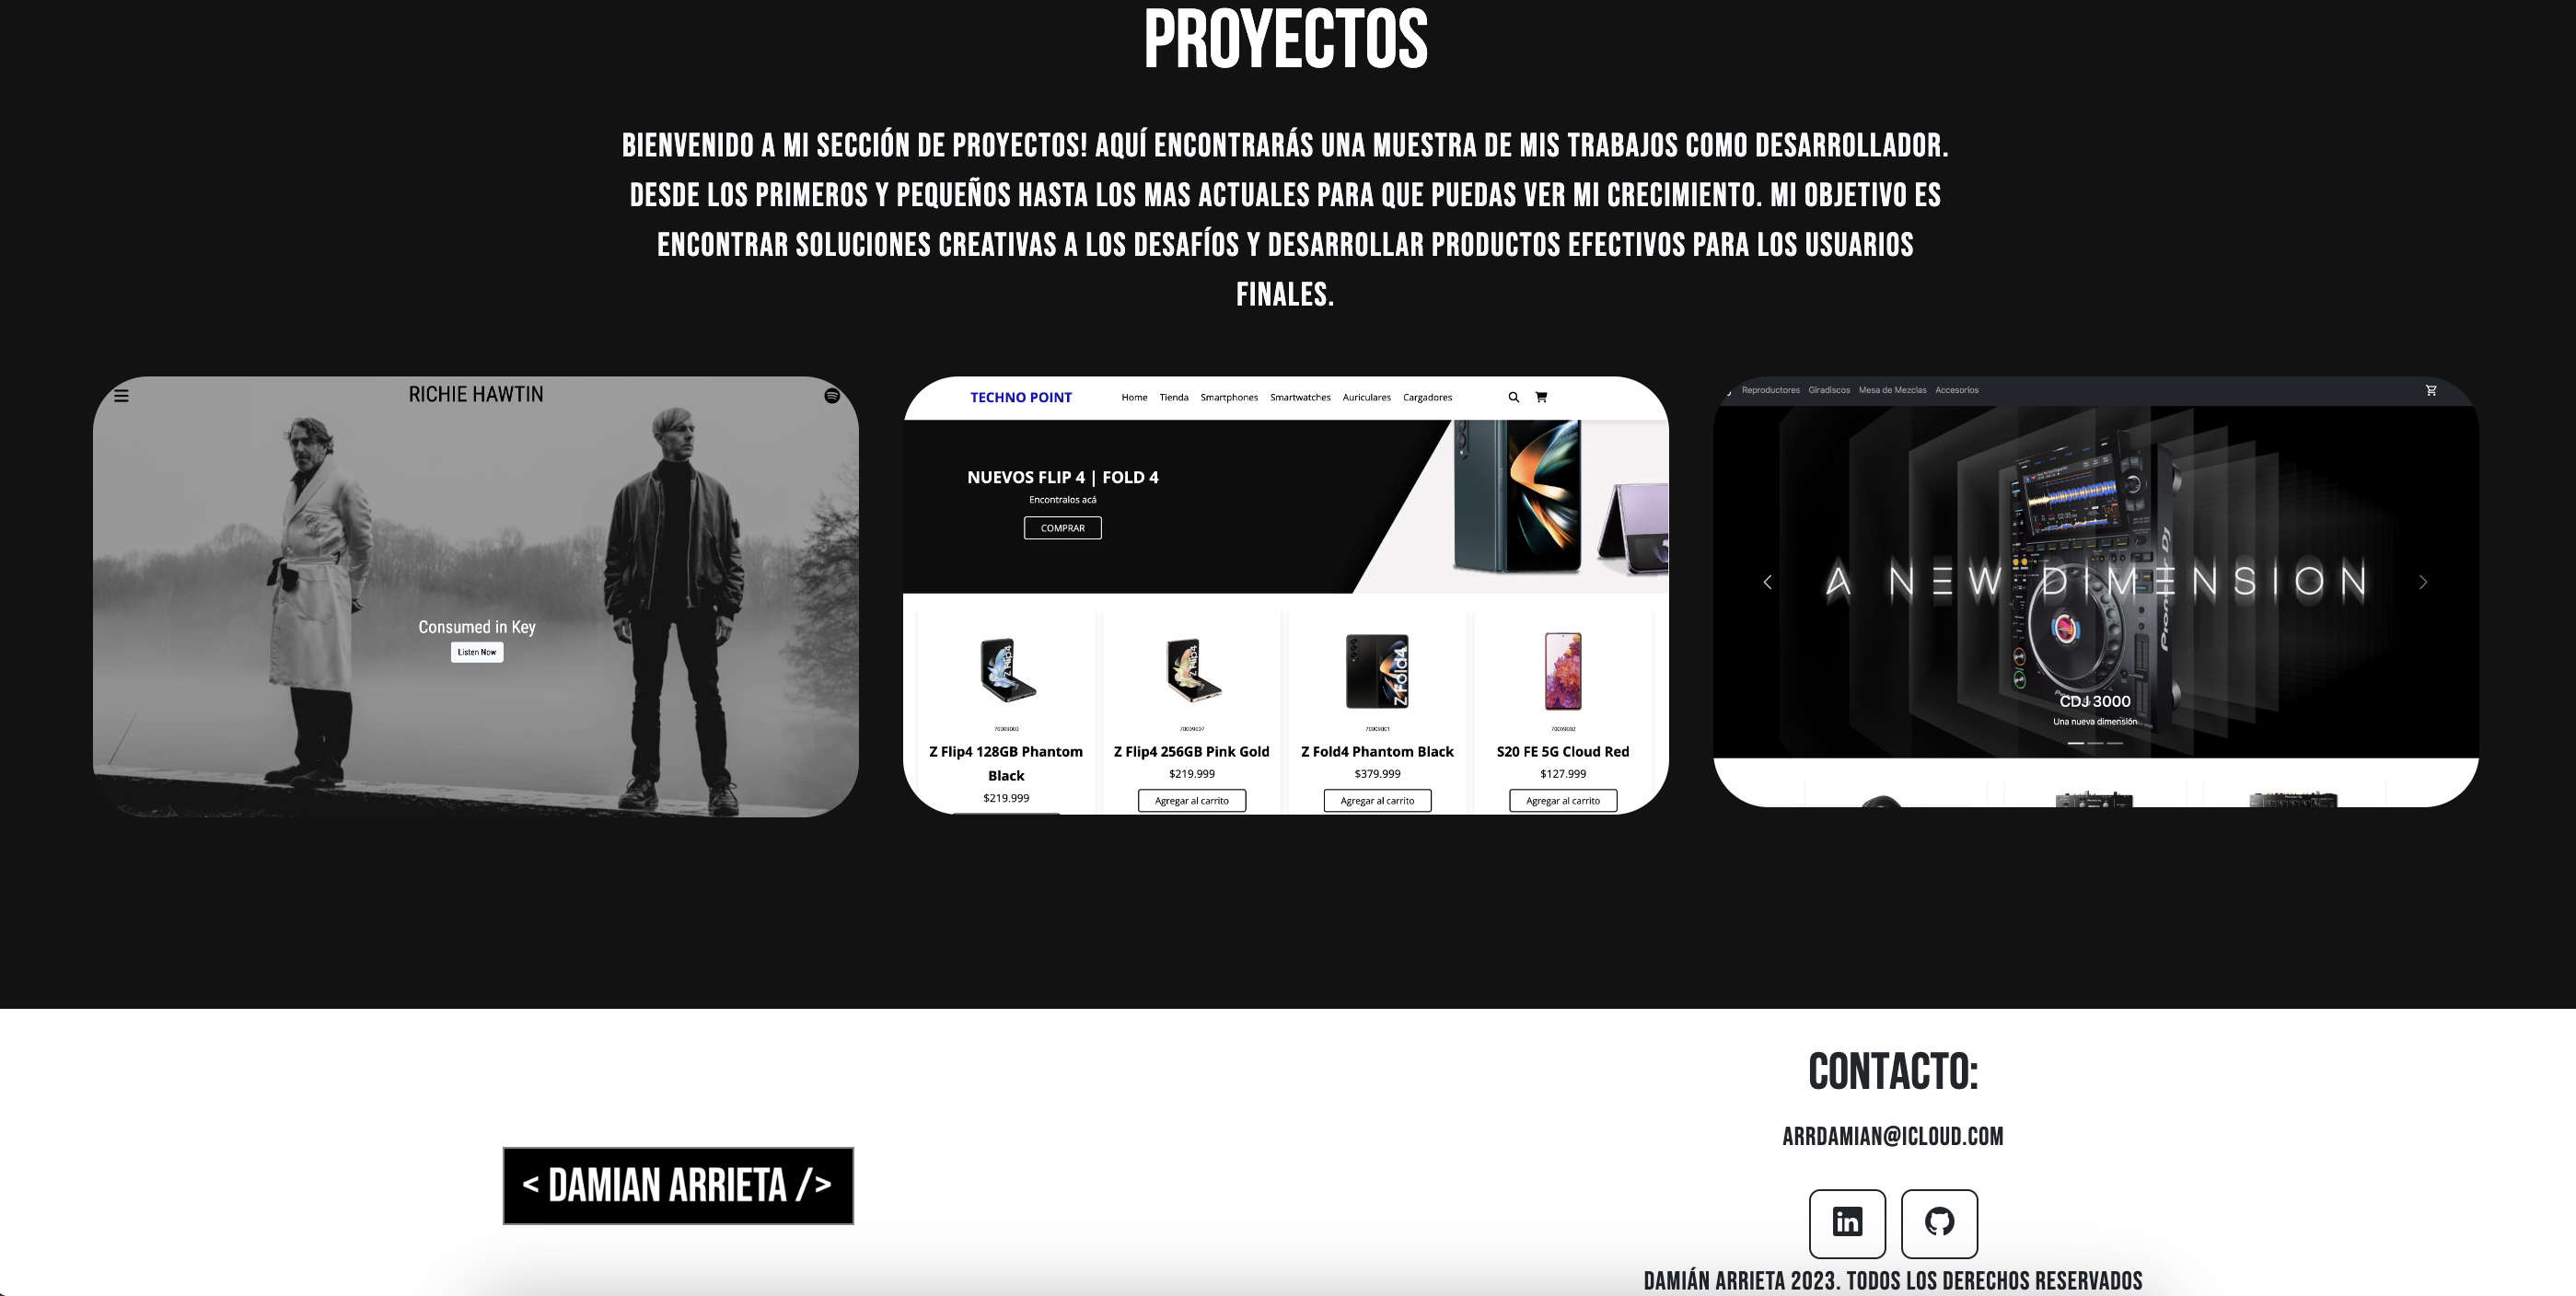 PROYECTOS
BIENVENIDO A MI SECCIÓN DE PROYECTOS! AQUÍ ENCONTRARÁS UNA MUESTRA DE MIS TRABAJOS COMO DESARROLLADOR.
DESDE LOS PRIMEROS Y PEQUEÑOS HASTA LOS MAS ACTUALES PARA QUE PUEDAS VER MI CRECIMIENTO. MI OBJETIVO ES
ENCONTRAR SOLUCIONES CREATIVAS A LOS DESAFÍOS Y DESARROLLAR PRODUCTOS EFECTIVOS PARA LOS USUARIOS
FINALES.
RICHIE HAWTIN
Consumed in Key
Listen Now
TECHNO POINT Home Tienda Smartphones Smartwatches Auriculares Cargadores
NUEVOS FLIP 4 | FOLD 4
Encontralos acá
COMPRAR
Z Flip4
Z Flip4
Z Fold4
Z Flip4 128GB Phantom
Black
$219.999
Z Flip4 256GB Pink Gold
$219.999
Agregar al carrito
Z Fold4 Phantom Black
$379.999
Agregar al carrito
S20 FE 5G Cloud Red
$127.999
Agregar al carrito
Reproductores Giradiscos Mesa de Mezclas Accesorios
A NEW DIMENSION
Pioneer Dj
CDJ 3000
Una nueva dimensión
< DAMIAN ARRIETA />
CONTACTO:
ARRDAMIAN@ICLOUD.COM
in
DAMIÁN ARRIETA 2023. TODOS LOS DERECHOS RESERVADOS